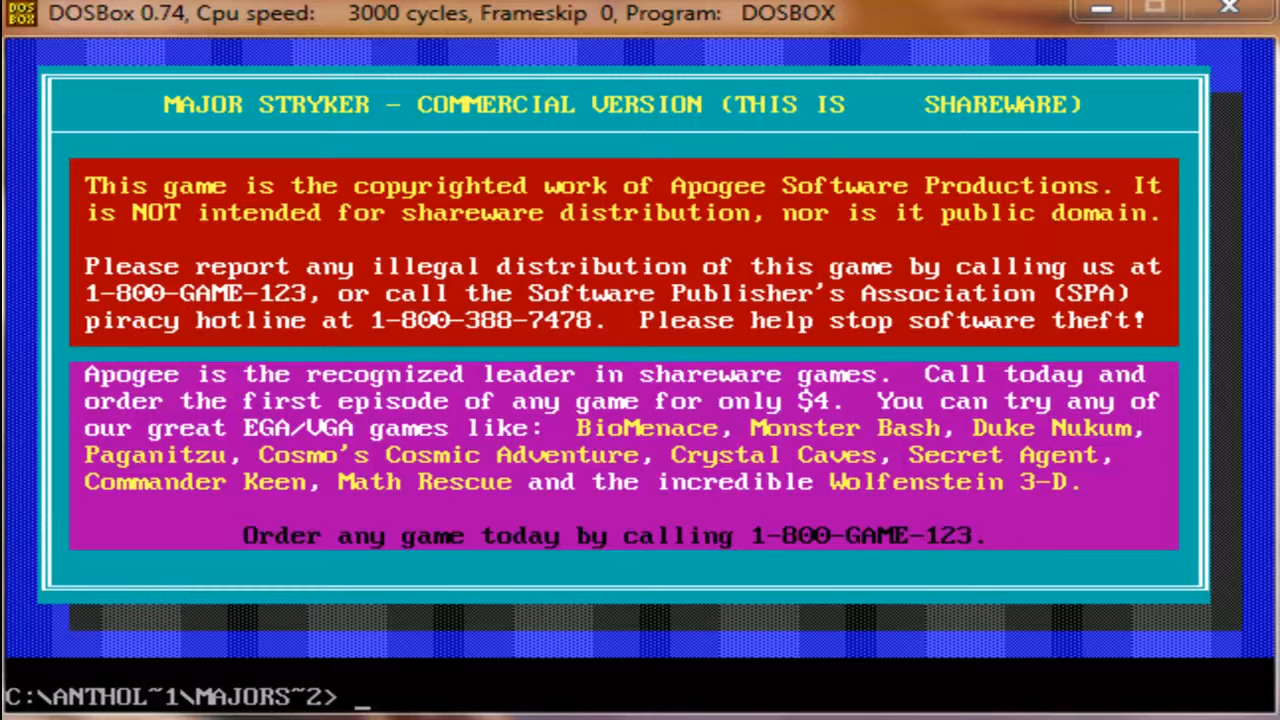 DOSBox 0.74, Cpu speed: 3000 cycles, Frameskip 0, Program: DOSBOX
MAJOR STRYKER - COMMERCIAL VERSION (THIS IS SHAREWARE)
This game is the copyrighted work of Apogee Software Productions. It
is NOT intended for shareware distribution, nor is it public domain.
Please report any illegal distribution of this game by calling us at
1-800-GAME-123, or call the Software Publisher's Association (SPA)
piracy hotline at 1-800-388-7478. Please help stop software theft!
Apogee is the recognized leader in shareware games. Call today and
order the first episode of any game for only $4. You can try any of
our great EGA/VGA games like: BioMenace, Monster Bash, Duke Nukum,
Paganitzu, Cosmo's Cosmic Adventure, Crystal Caves, Secret Agent,
Commander Keen, Math Rescue and the incredible Wolfenstein 3-D.
Order any game today by calling 1-800-GAME-123.
C:\ANTHOL~1\MAJORS~2>_